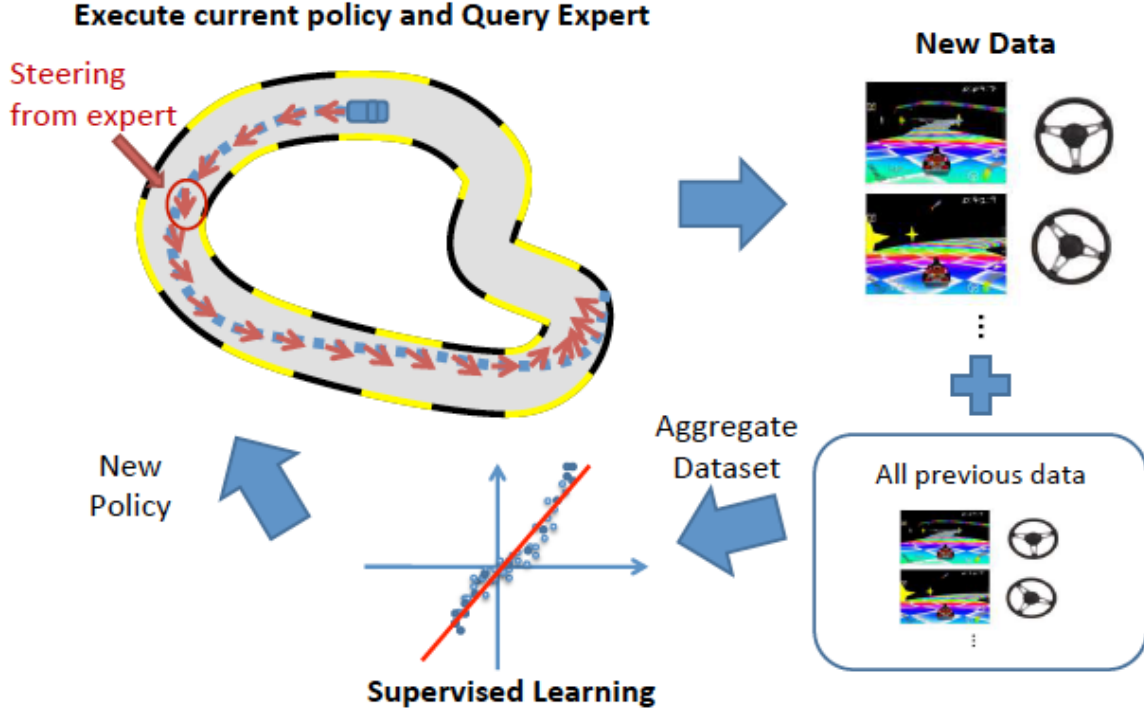 Execute current policy and Query Expert
Steering
from expert
New Data
Aggregate
Dataset
All previous data
New
Policy
Supervised Learning